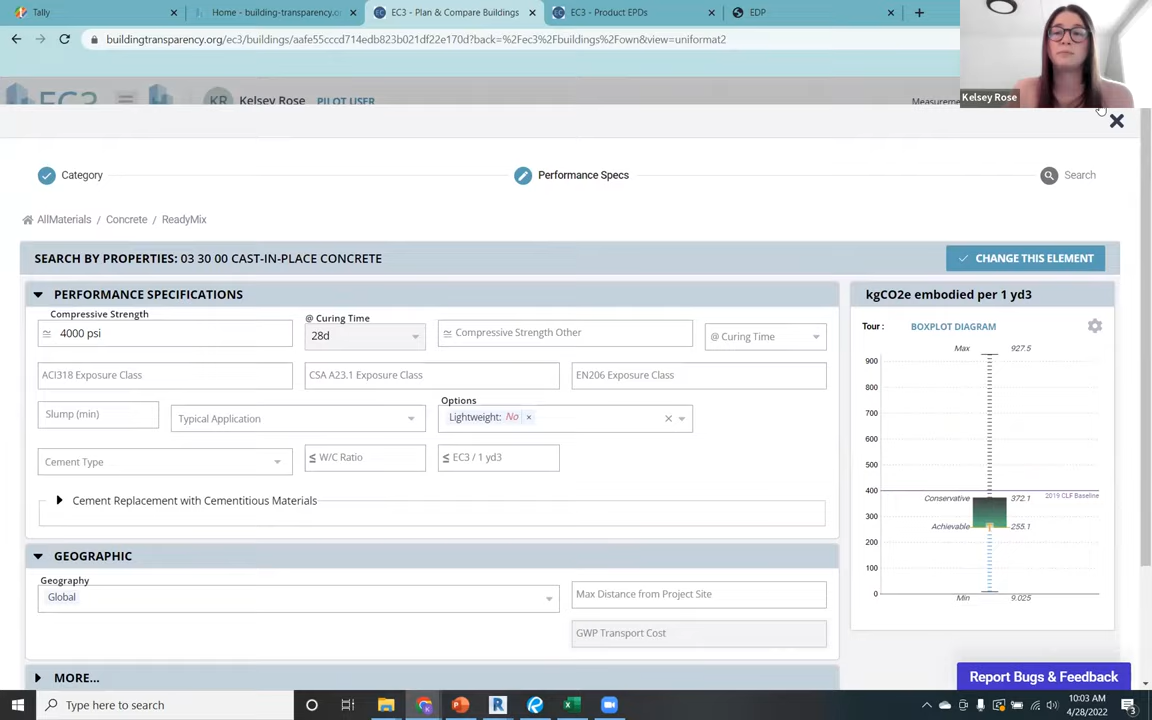 Tally
Home - building-transparency.o
EC3 - Plan & Compare Buildings
EC3 - Product EPDs
EDP
buildingtransparency.org/ec3/buildings/aafe55cccd714edb823b021df22e170d?back=%2Fec3%2Fbuildings%2Fown&view=uniformat2
Kelsey Rose
EC3
KR
Kelsey Rose PILOT USER
Measureme
Category
Performance Specs
Search
AllMaterials / Concrete / ReadyMix
SEARCH BY PROPERTIES: 03 30 00 CAST-IN-PLACE CONCRETE
CHANGE THIS ELEMENT
PERFORMANCE SPECIFICATIONS
Compressive Strength
≅ 4000 psi
@ Curing Time
28d
≅ Compressive Strength Other
@ Curing Time
ACI318 Exposure Class
CSA A23.1 Exposure Class
EN206 Exposure Class
Slump (min)
Typical Application
Options
Lightweight: No ×
Cement Type
≤ W/C Ratio
≤ EC3 / 1 yd3
Cement Replacement with Cementitious Materials
GEOGRAPHIC
Geography
Global
Max Distance from Project Site
GWP Transport Cost
MORE...
kgCO2e embodied per 1 yd3
Tour : BOXPLOT DIAGRAM
Max 927.5
900
800
700
600
500
400
2019 CLF Baseline
Conservative 372.1
300
Achievable 255.1
200
100
0
Min 9.025
Report Bugs & Feedback
Type here to search
10:03 AM
4/28/2022
3